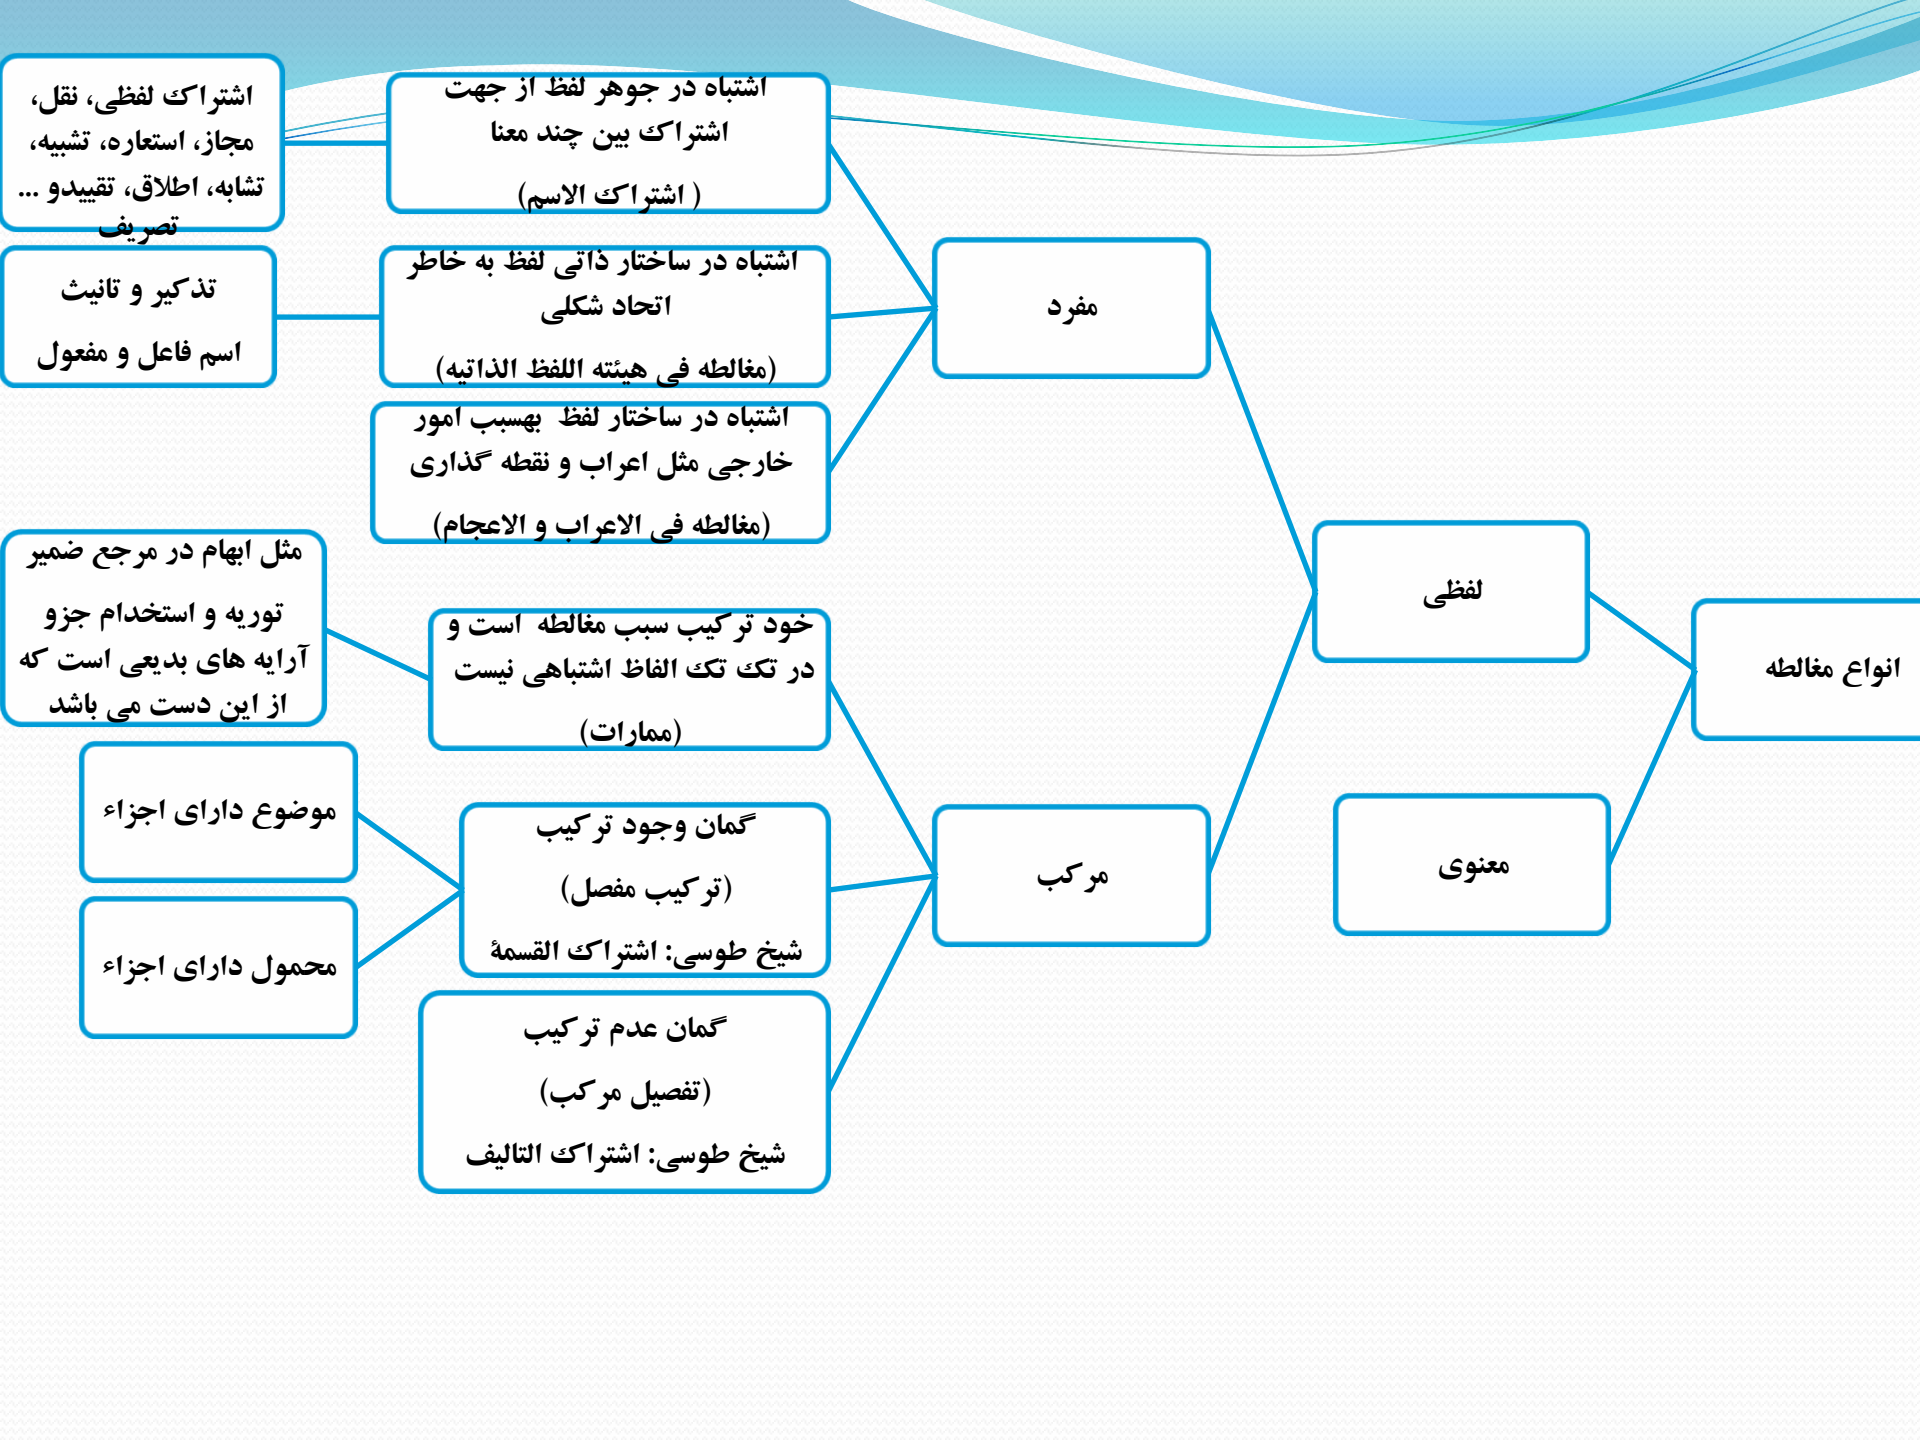 انواع مغالطه
لفظی
معنوی
مفرد
مرکب
اشتباه در جوهر لفظ از جهت
اشتراک بین چند معنا
( اشتراک الاسم)
اشتراک لفظی، نقل،
مجاز، استعاره، تشبیه،
تشابه، اطلاق، تقییدو ...
تصریف
اشتباه در ساختار ذاتی لفظ به خاطر
اتحاد شکلی
(مغالطه فی هیئته اللفظ الذاتیه)
تذکیر و تانیث
اسم فاعل و مفعول
اشتباه در ساختار لفظ بهسبب امور
خارجی مثل اعراب و نقطه گذاری
(مغالطه فی الاعراب و الاعجام)
خود ترکیب سبب مغالطه است و
در تک تک الفاظ اشتباهی نیست
(ممارات)
مثل ابهام در مرجع ضمیر
توریه و استخدام جزو
آرایه های بدیعی است که
از این دست می باشد
گمان وجود ترکیب
(ترکیب مفصل)
شیخ طوسی: اشتراک القسمۀ
موضوع دارای اجزاء
محمول دارای اجزاء
گمان عدم ترکیب
(تفصیل مرکب)
شیخ طوسی: اشتراک التالیف